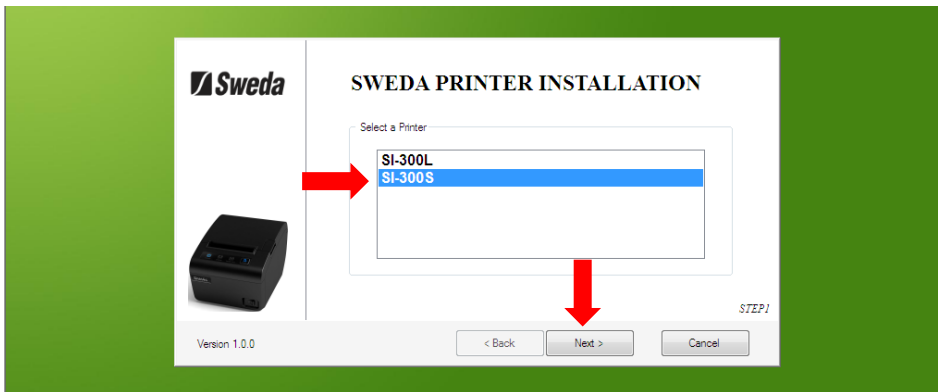 Sweda
SWEDA PRINTER INSTALLATION
Select a Printer
SI-300L
SI-300S
STEP1
Version 1.0.0
< Back
Next >
Cancel